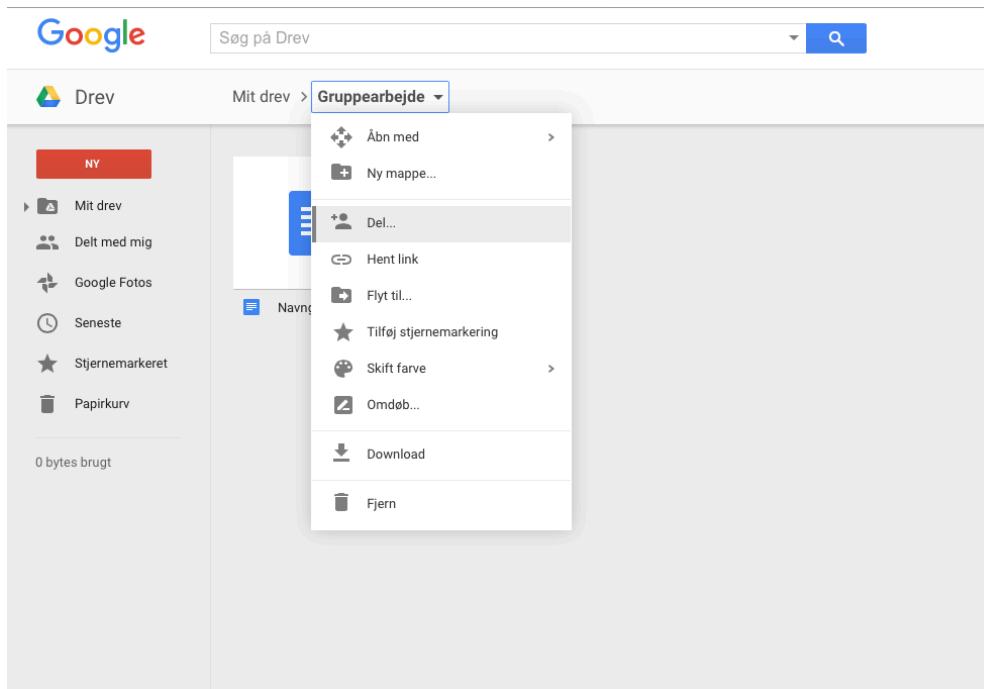 Google
Søg på Drev
Drev
Mit drev > Gruppearbejde
NY
Mit drev
Delt med mig
Google Fotos
Seneste
Stjernemarkeret
Papirkurv
0 bytes brugt
Åbn med
Ny mappe...
Del...
Hent link
Flyt til...
Tilføj stjernemarkering
Skift farve
Omdøb...
Download
Fjern